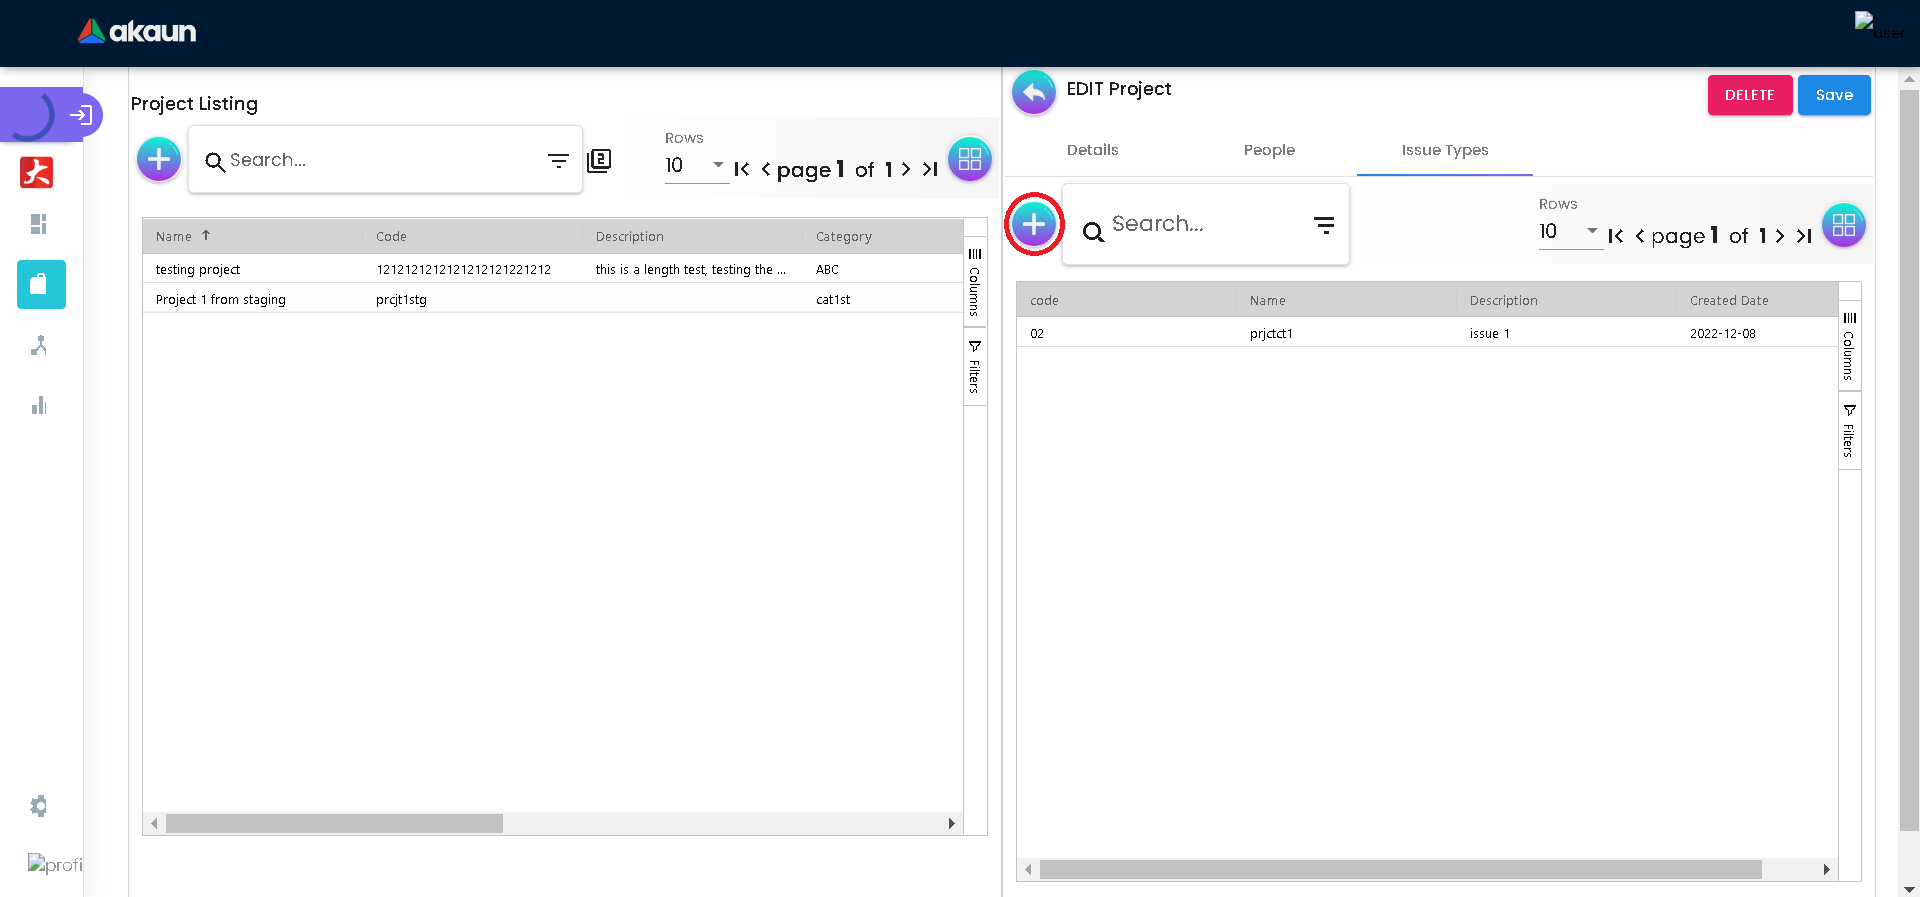 akaun
user
Project Listing
Search...
2
Rows
10
page 1 of 1
Name Code Description Category
testing project 1212121212121212121221212 this is a length test, testing the ... ABC
Project 1 from staging prcjt1stg cat1st
Columns
Filters
EDIT Project
DELETE
Save
Details People Issue Types
Search...
Rows
10
page 1 of 1
code Name Description Created Date
02 prjctct1 issue 1 2022-12-08
Columns
Filters
profi